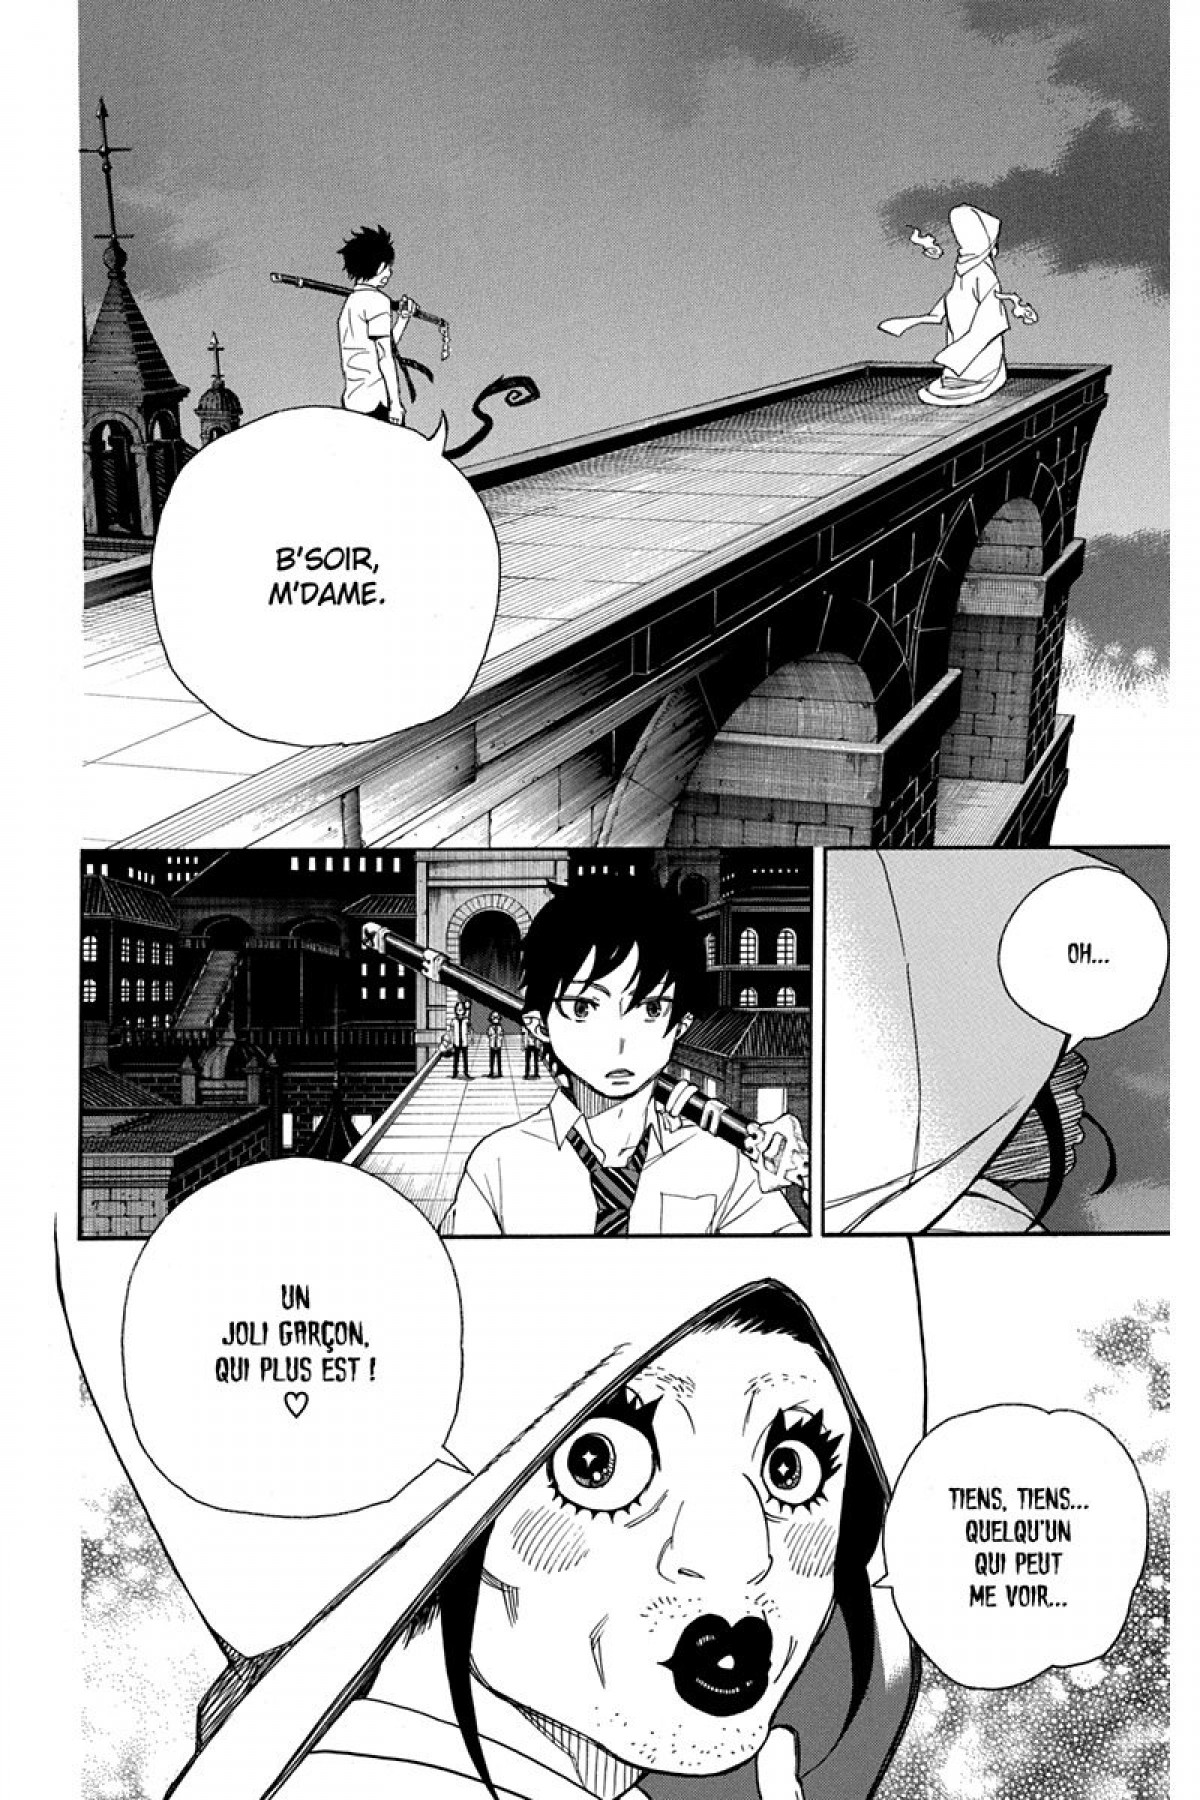 B'SOIR,
M'DAME.
OH...
TIENS, TIENS...
QUELQU'UN
QUI PEUT
ME VOIR...
UN
JOLI GARÇON,
QUI PLUS EST !
♡